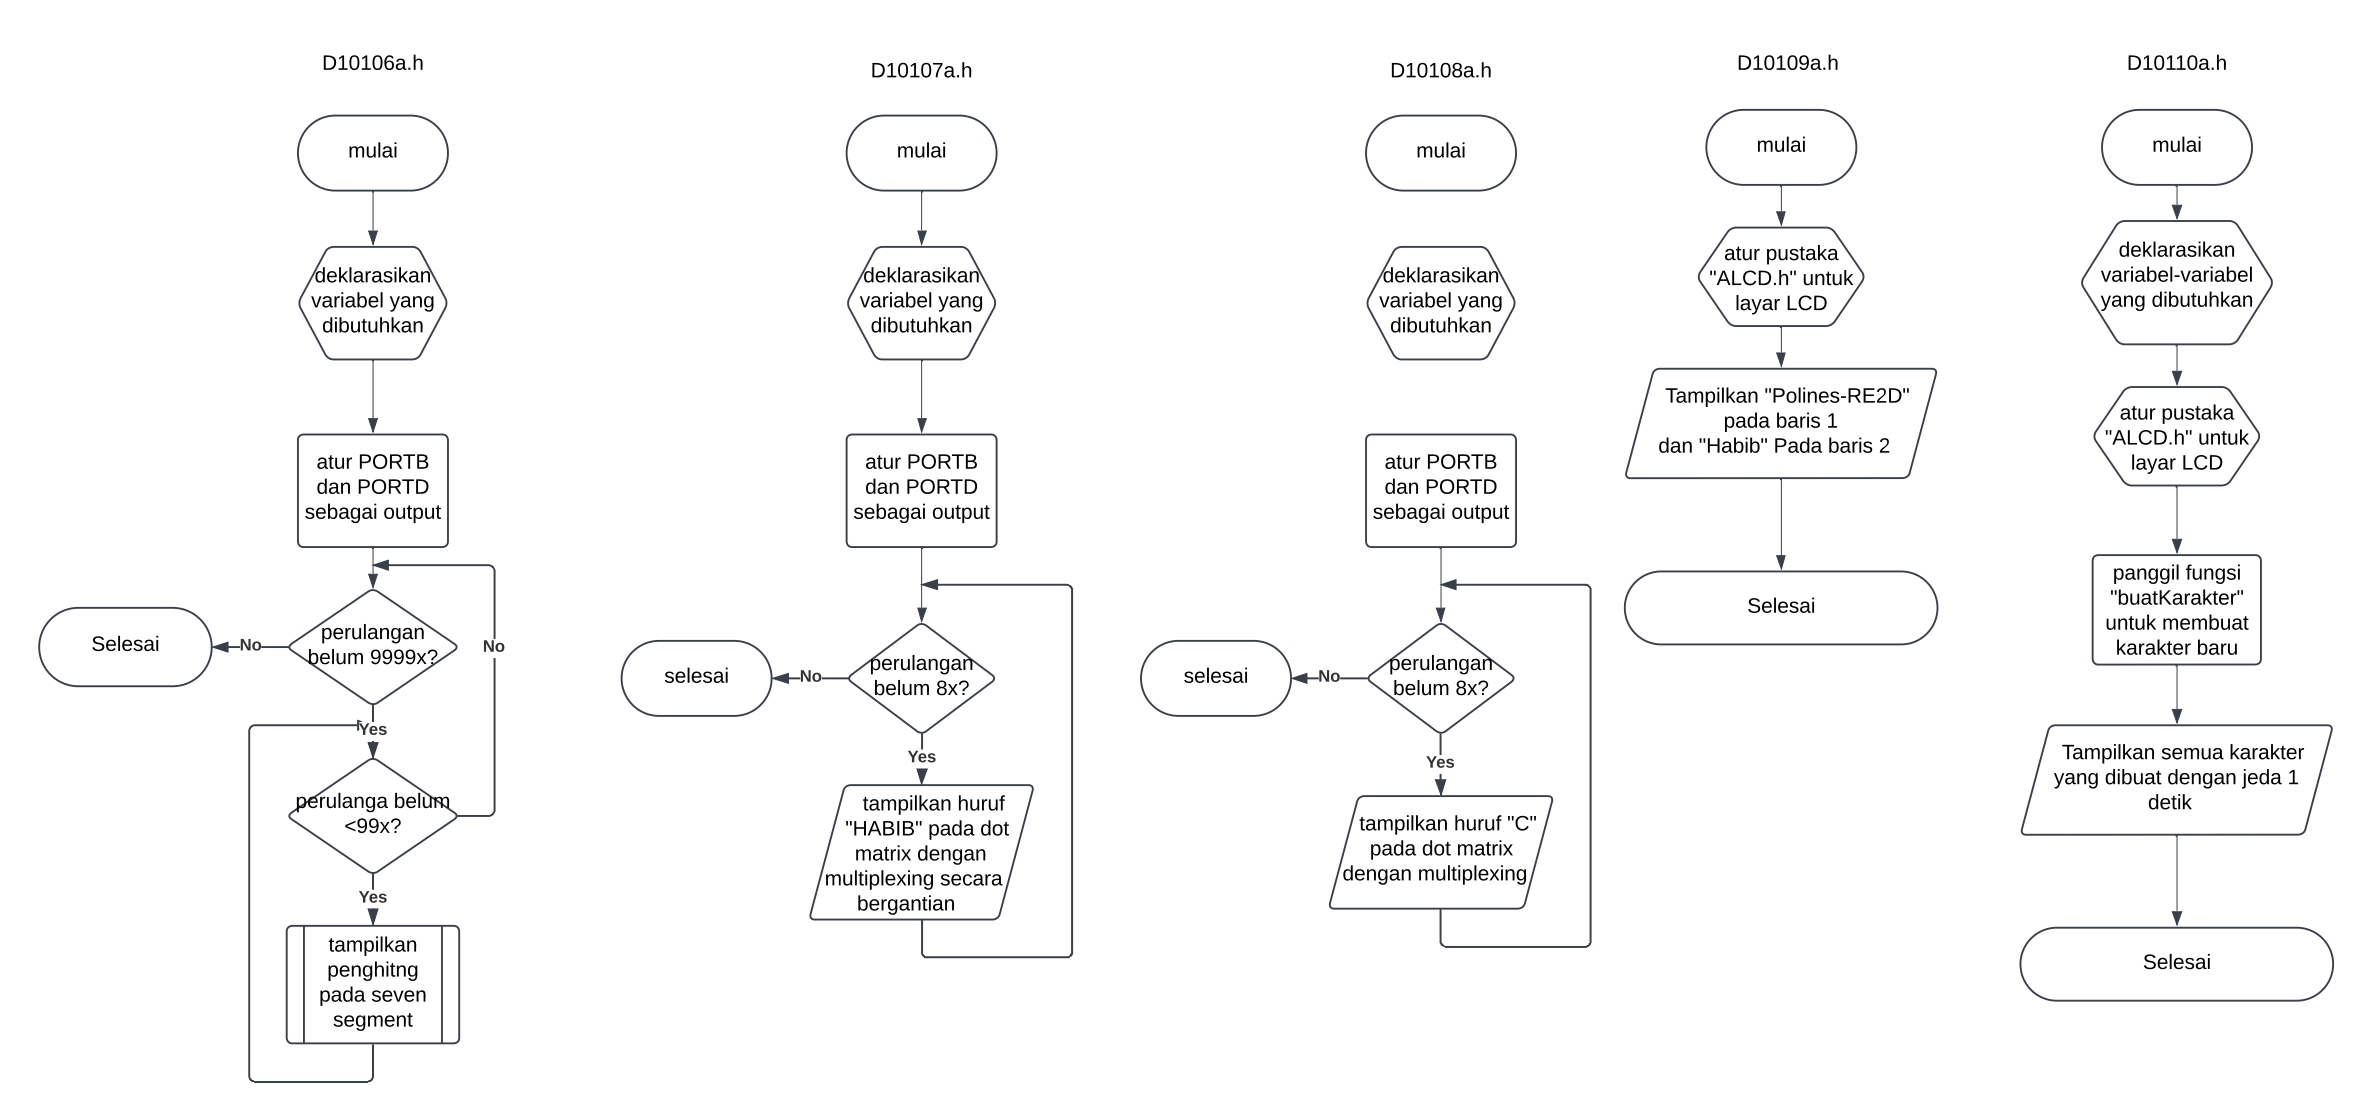 D10106a.h
mulai
deklarasikan
variabel yang
dibutuhkan
atur PORTB
dan PORTD
sebagai output
perulangan
belum 9999x?
No
Selesai
No
Yes
perulanga belum
<99x?
Yes
tampilkan
penghitng
pada seven
segment
D10107a.h
mulai
deklarasikan
variabel yang
dibutuhkan
atur PORTB
dan PORTD
sebagai output
perulangan
belum 8x?
No
selesai
Yes
tampilkan huruf
"HABIB" pada dot
matrix dengan
multiplexing secara
bergantian
D10108a.h
mulai
deklarasikan
variabel yang
dibutuhkan
atur PORTB
dan PORTD
sebagai output
perulangan
belum 8x?
No
selesai
Yes
tampilkan huruf "C"
pada dot matrix
dengan multiplexing
D10109a.h
mulai
atur pustaka
"ALCD.h" untuk
layar LCD
Tampilkan "Polines-RE2D"
pada baris 1
dan "Habib" Pada baris 2
Selesai
D10110a.h
mulai
deklarasikan
variabel-variabel
yang dibutuhkan
atur pustaka
"ALCD.h" untuk
layar LCD
panggil fungsi
"buatKarakter"
untuk membuat
karakter baru
Tampilkan semua karakter
yang dibuat dengan jeda 1
detik
Selesai